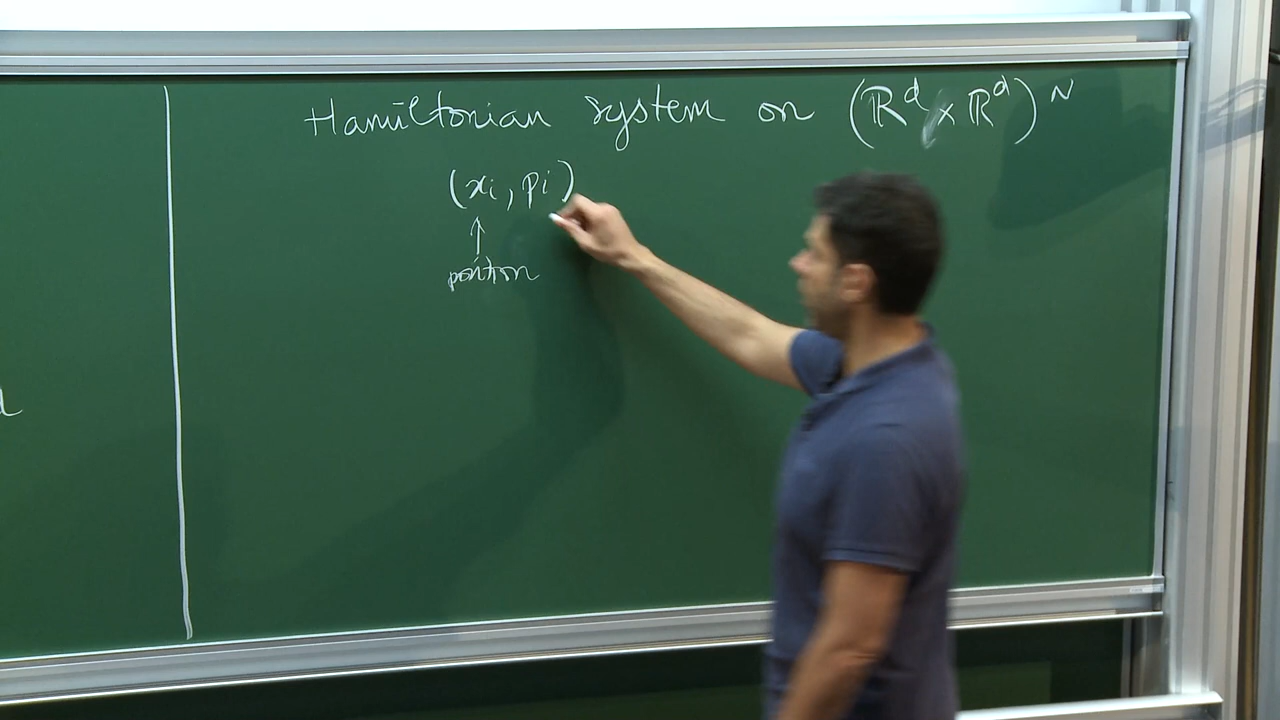 Hamiltonian system on (ℝᵈ × ℝᵈ)ᴺ
(xᵢ, pᵢ)
↑
position